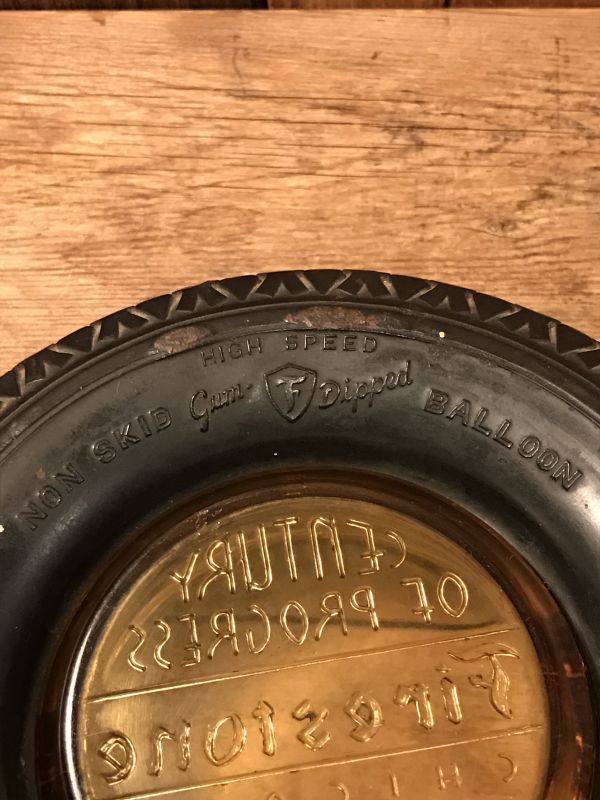 HIGH SPEED
NON SKID Gum- F Dipped BALLOON
CENTURY
OF PROGRESS
Firestone